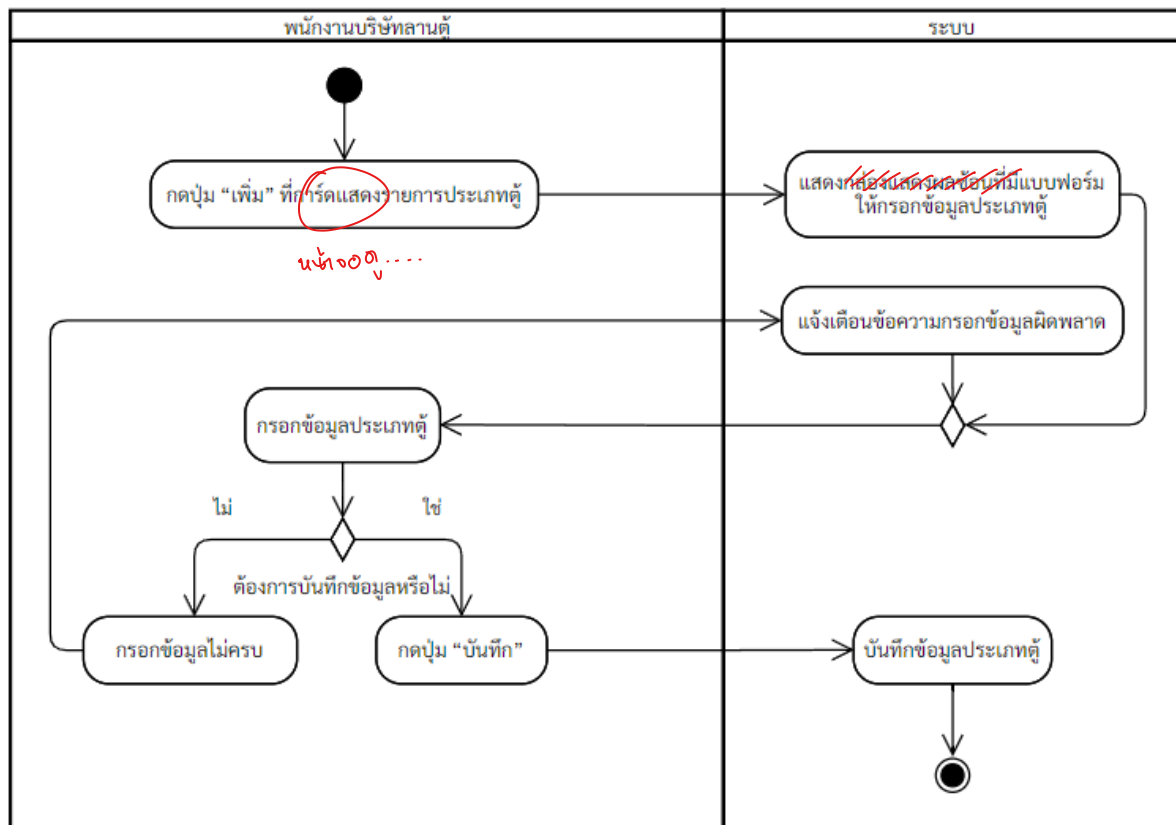 พนักงานบริษัทลานตู้
ระบบ
กดปุ่ม “เพิ่ม” ที่การ์ดแสดงรายการประเภทตู้
แสดงกล่องแสดงผลซ้อนที่มีแบบฟอร์ม
ให้กรอกข้อมูลประเภทตู้
หน้าจอดู....
แจ้งเตือนข้อความกรอกข้อมูลผิดพลาด
กรอกข้อมูลประเภทตู้
ไม่
ใช่
ต้องการบันทึกข้อมูลหรือไม่
กรอกข้อมูลไม่ครบ
กดปุ่ม “บันทึก”
บันทึกข้อมูลประเภทตู้